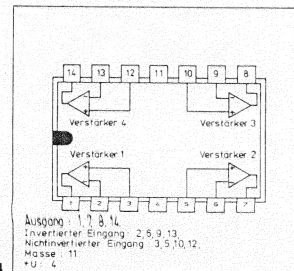 14 13 12 11 10 9 8
Verstärker 4 Verstärker 3
Verstärker 1 Verstärker 2
1 2 3 4 5 6 7
Ausgang : 1, 7, 8, 14.
Invertierter Eingang : 2,6,9,13,
Nichtinvertierter Eingang : 3,5,10,12,
Masse : 11
+U : 4